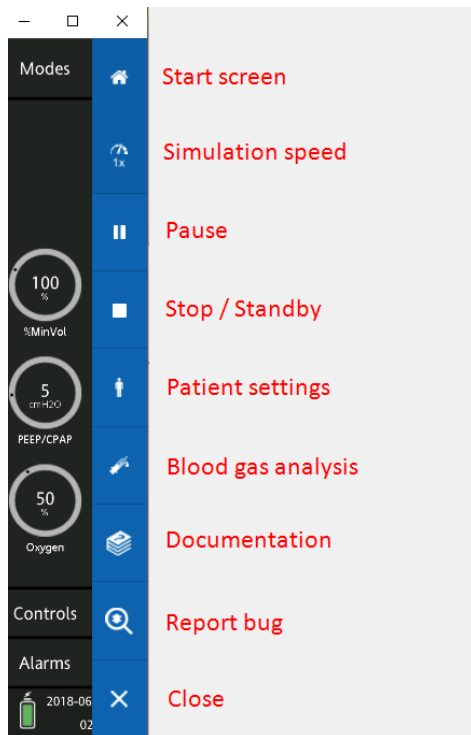 Modes
Start screen
1x
Simulation speed
Pause
100
%
%MinVol
Stop / Standby
5
cmH2O
PEEP/CPAP
Patient settings
Blood gas analysis
50
%
Oxygen
Documentation
Controls
Report bug
Alarms
2018-06
02
Close